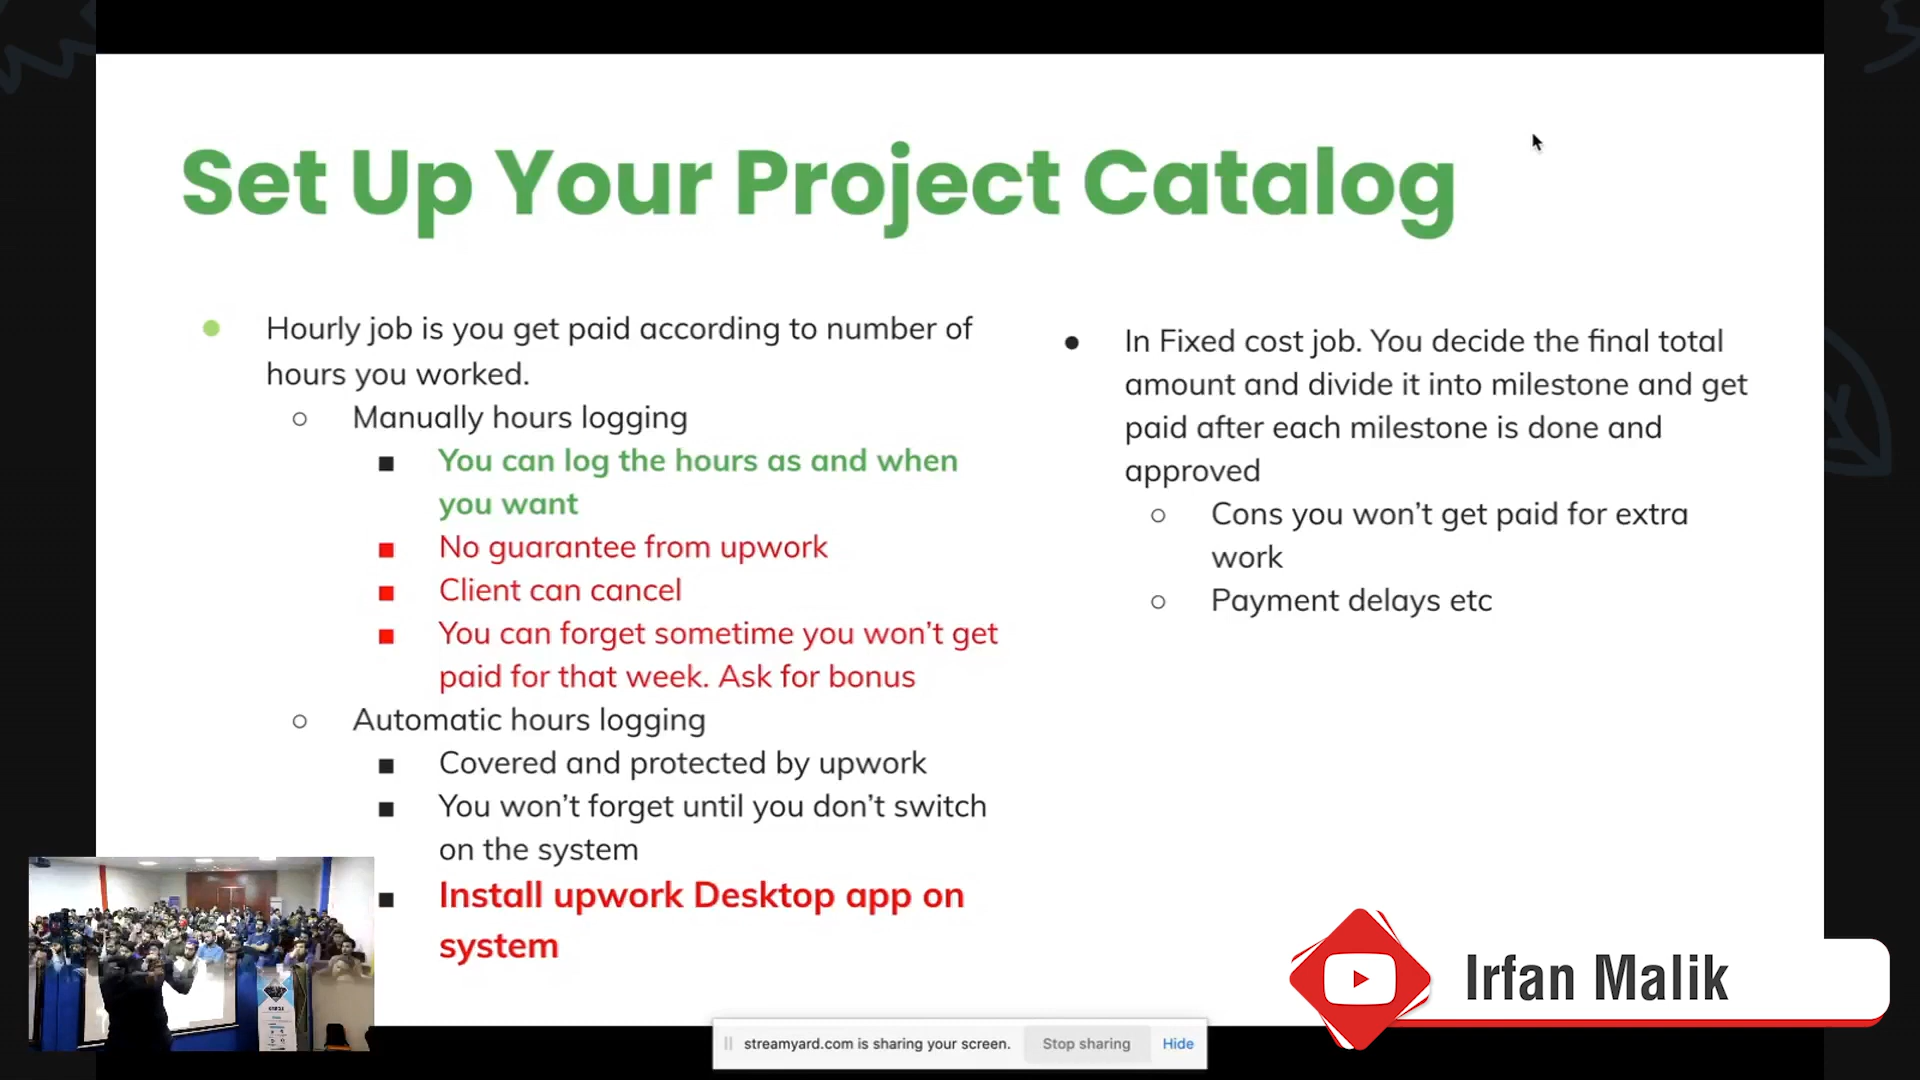 Set Up Your Project Catalog
Hourly job is you get paid according to number of
hours you worked.
Manually hours logging
You can log the hours as and when
you want
No guarantee from upwork
Client can cancel
You can forget sometime you won't get
paid for that week. Ask for bonus
Automatic hours logging
Covered and protected by upwork
You won't forget until you don't switch
on the system
Install upwork Desktop app on
system
In Fixed cost job. You decide the final total
amount and divide it into milestone and get
paid after each milestone is done and
approved
Cons you won't get paid for extra
work
Payment delays etc
Irfan Malik
streamyard.com is sharing your screen.
Stop sharing
Hide